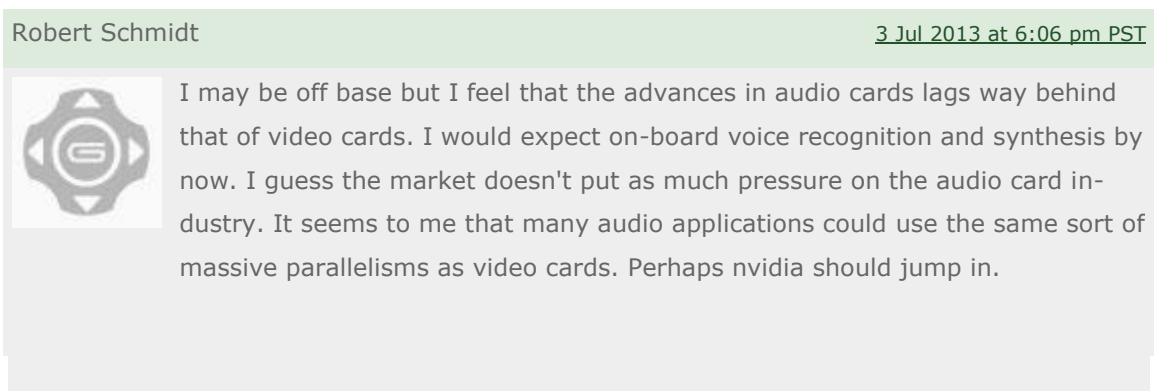 Robert Schmidt
3 Jul 2013 at 6:06 pm PST
I may be off base but I feel that the advances in audio cards lags way behind
that of video cards. I would expect on-board voice recognition and synthesis by
now. I guess the market doesn't put as much pressure on the audio card in-
dustry. It seems to me that many audio applications could use the same sort of
massive parallelisms as video cards. Perhaps nvidia should jump in.